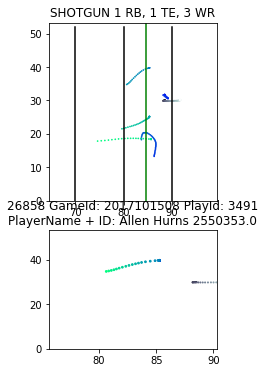 SHOTGUN 1 RB, 1 TE, 3 WR
50
40
30
20
10
0
70 80 90
26858 GameId: 2017101508 PlayId: 3491
PlayerName + ID: Allen Hurns 2550353.0
40
20
0
80 85 90